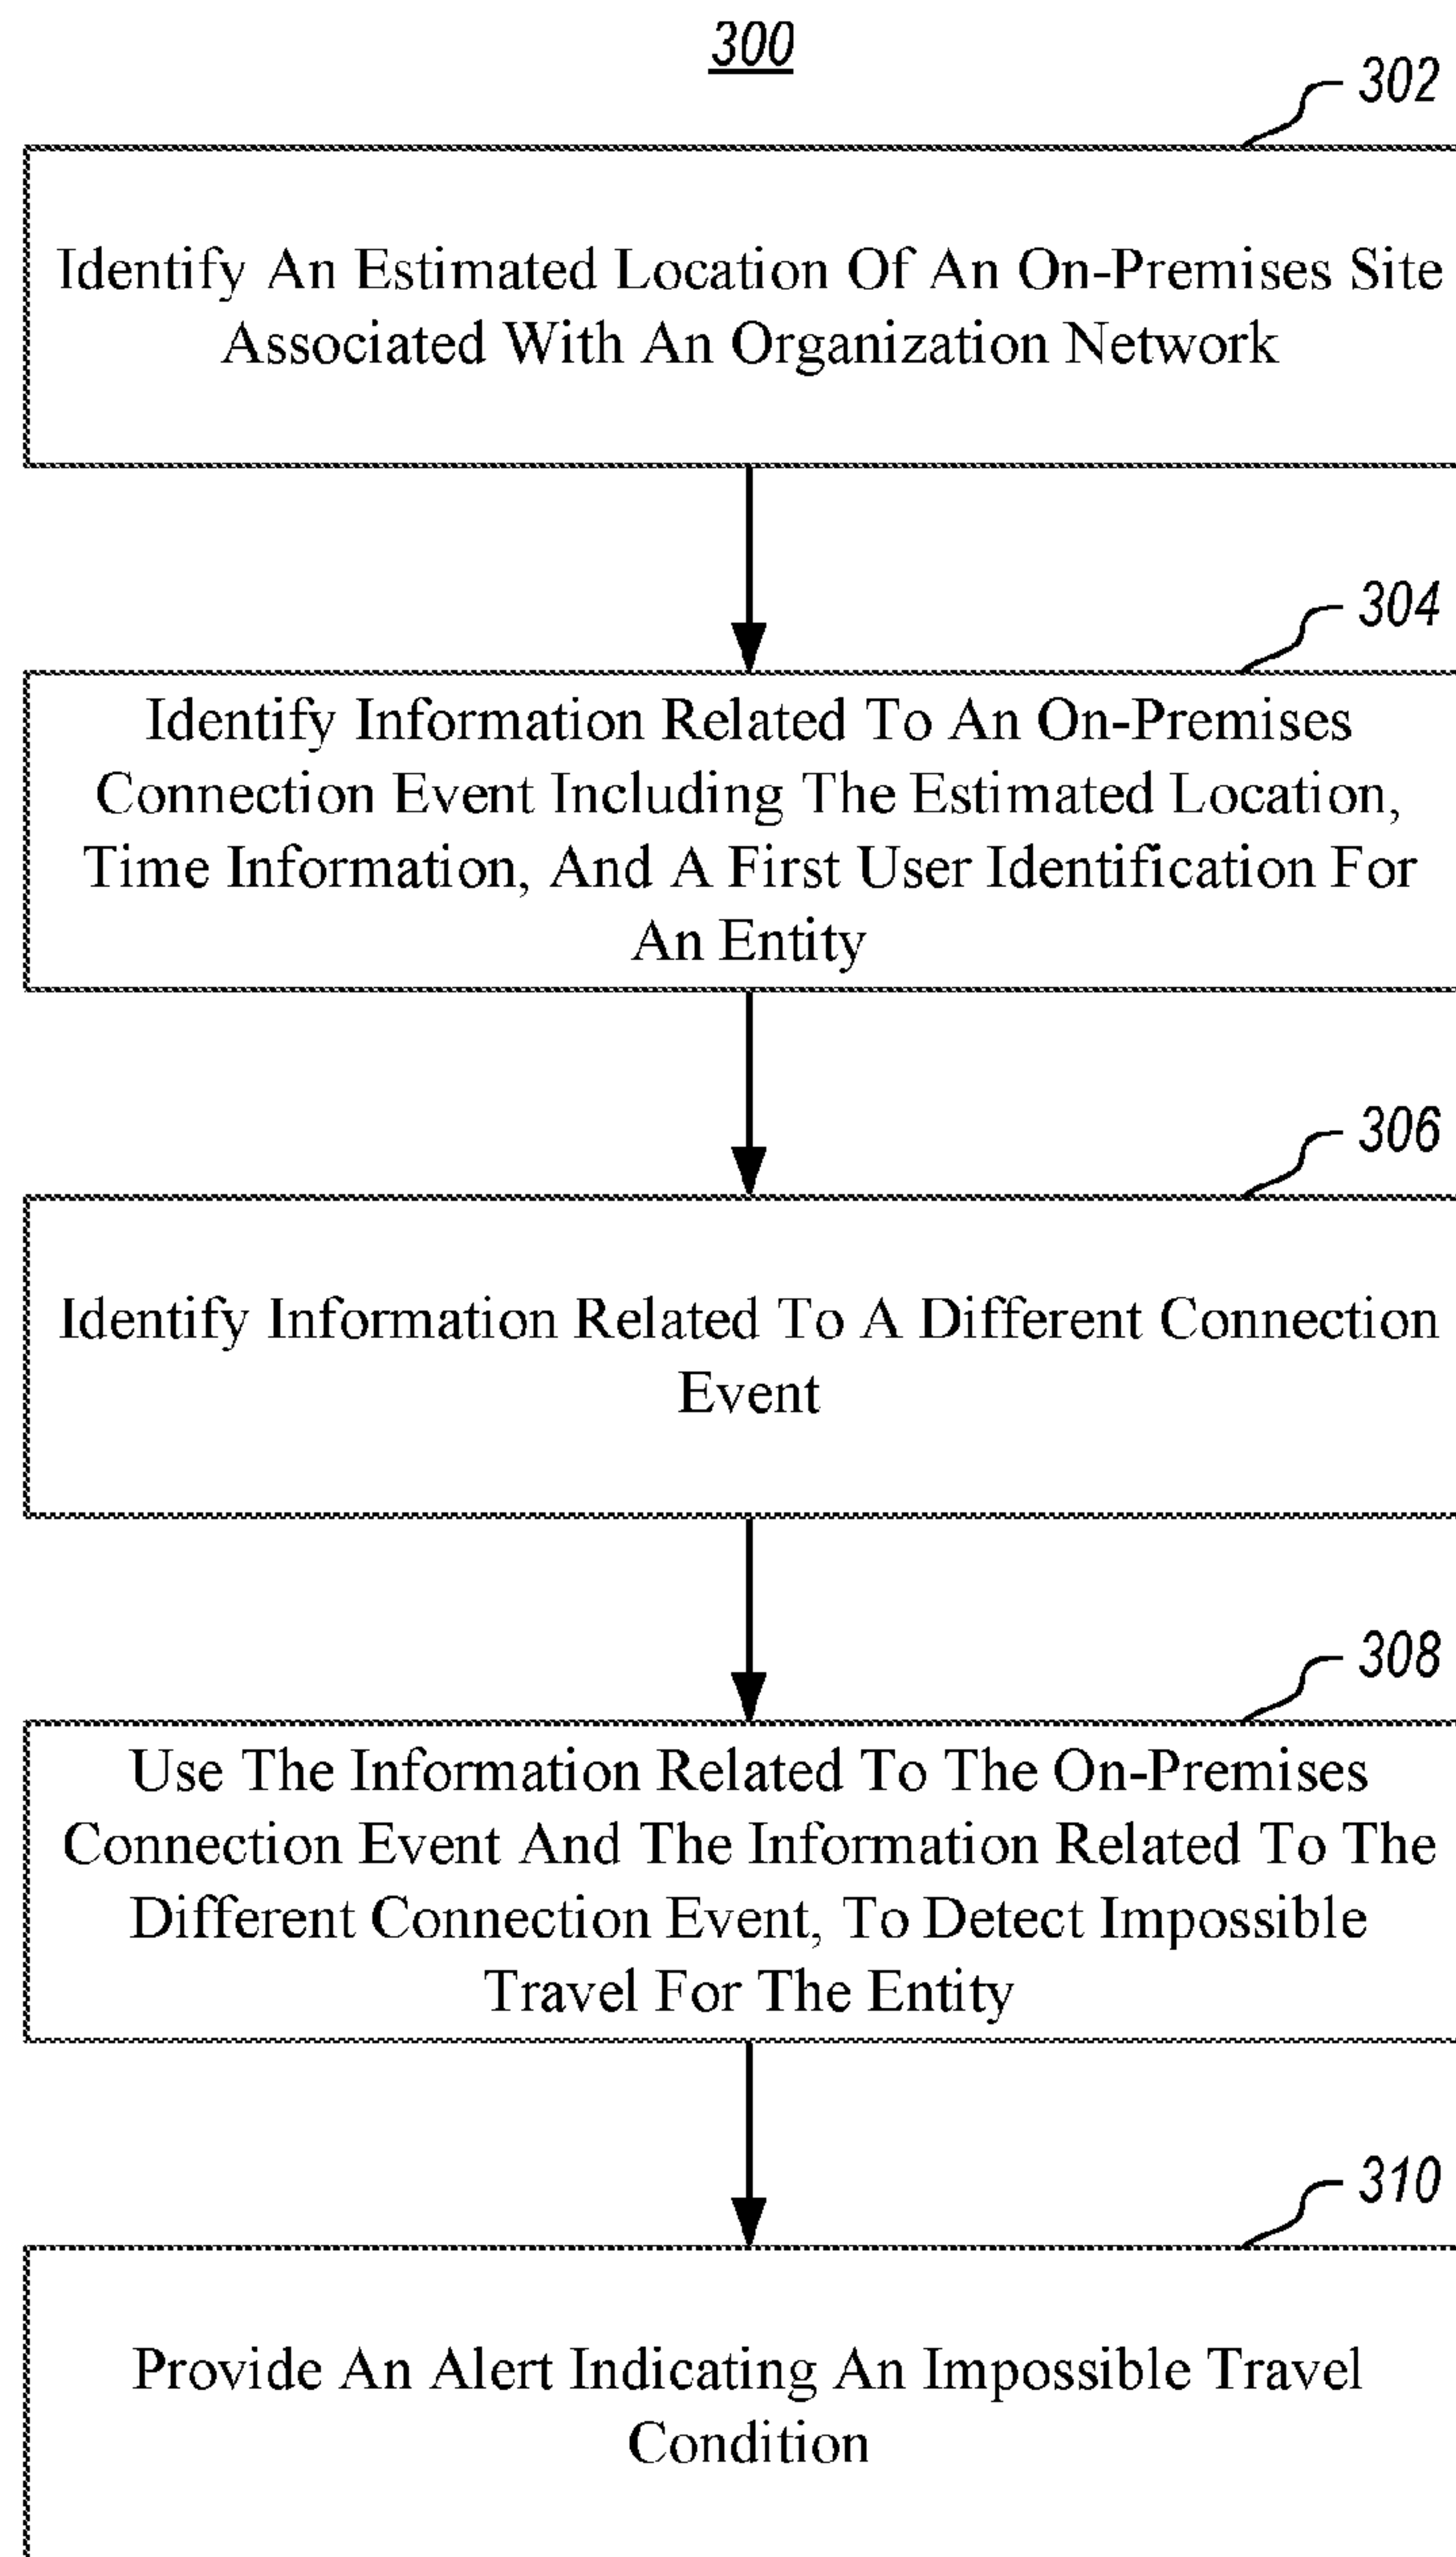 300
302
Identify An Estimated Location Of An On-Premises Site
Associated With An Organization Network
304
Identify Information Related To An On-Premises
Connection Event Including The Estimated Location,
Time Information, And A First User Identification For
An Entity
306
Identify Information Related To A Different Connection
Event
308
Use The Information Related To The On-Premises
Connection Event And The Information Related To The
Different Connection Event, To Detect Impossible
Travel For The Entity
310
Provide An Alert Indicating An Impossible Travel
Condition